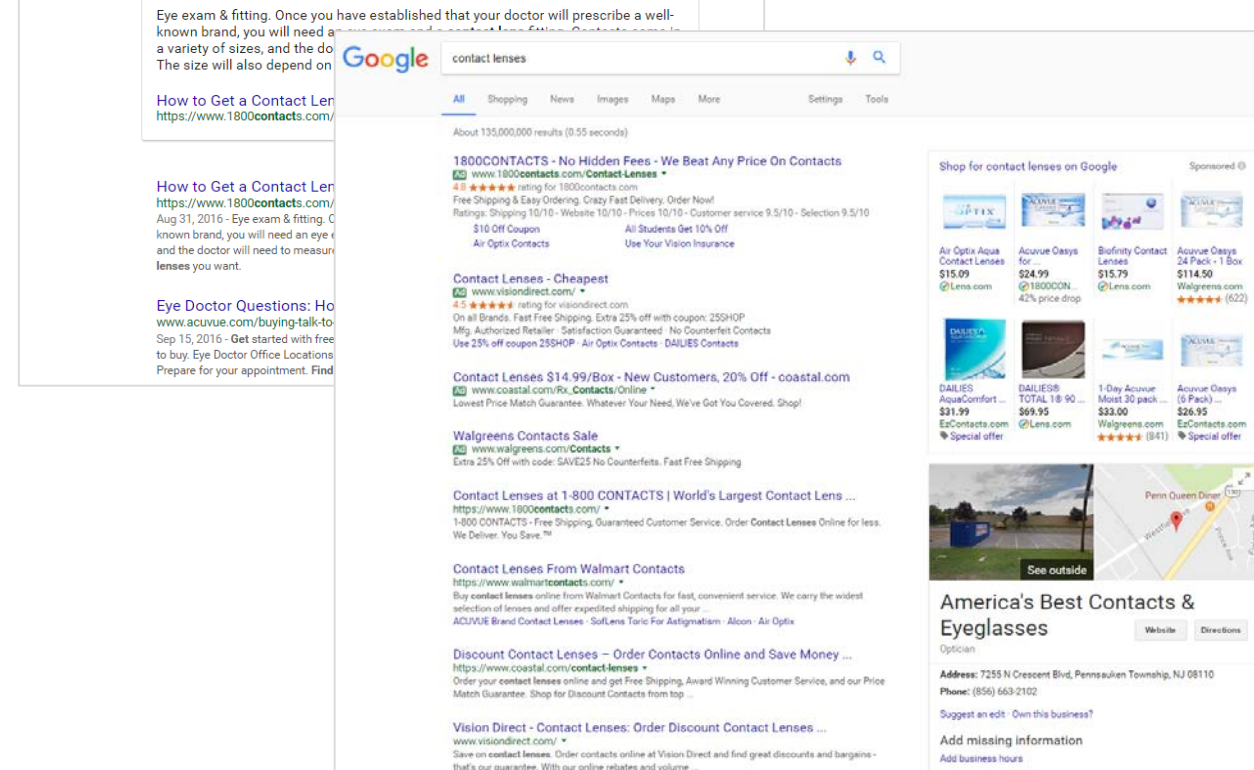 Eye exam & fitting. Once you have established that your doctor will prescribe a well-
known brand, you will need an eye exam and a contact lens fitting. Contacts come in
a variety of sizes, and the do
The size will also depend on
How to Get a Contact Len
https://www.1800contacts.com/
How to Get a Contact Len
https://www.1800contacts.com/
Aug 31, 2016 - Eye exam & fitting. C
known brand, you will need an eye e
and the doctor will need to measure
lenses you want.
Eye Doctor Questions: Ho
www.acuvue.com/buying-talk-to-
Sep 15, 2016 - Get started with free
to buy. Eye Doctor Office Locations
Prepare for your appointment. Find
Google
contact lenses
All Shopping News Images Maps More Settings Tools
About 135,000,000 results (0.55 seconds)
1800CONTACTS - No Hidden Fees - We Beat Any Price On Contacts
Ad www.1800contacts.com/Contact-Lenses
4.8 ★★★★★ rating for 1800contacts.com
Free Shipping & Easy Ordering. Crazy Fast Delivery. Order Now!
Ratings: Shipping 10/10 - Website 10/10 - Prices 10/10 - Customer service 9.5/10 - Selection 9.5/10
$10 Off Coupon All Students Get 10% Off
Air Optix Contacts Use Your Vision Insurance
Contact Lenses - Cheapest
Ad www.visiondirect.com/
4.5 ★★★★★ rating for visiondirect.com
On all Brands. Fast Free Shipping. Extra 25% off with coupon: 25SHOP
Mfg. Authorized Retailer · Satisfaction Guaranteed · No Counterfeit Contacts
Use 25% off coupon 25SHOP · Air Optix Contacts · DAILIES Contacts
Contact Lenses $14.99/Box - New Customers, 20% Off - coastal.com
Ad www.coastal.com/Rx_Contacts/Online
Lowest Price Match Guarantee. Whatever Your Need, We've Got You Covered. Shop!
Walgreens Contacts Sale
Ad www.walgreens.com/Contacts
Extra 25% Off with code: SAVE25 No Counterfeits. Fast Free Shipping
Contact Lenses at 1-800 CONTACTS | World's Largest Contact Lens ...
https://www.1800contacts.com/
1-800 CONTACTS - Free Shipping, Guaranteed Customer Service. Order Contact Lenses Online for less.
We Deliver. You Save.™
Contact Lenses From Walmart Contacts
https://www.walmartcontacts.com/
Buy contact lenses online from Walmart Contacts for fast, convenient service. We carry the widest
selection of lenses and offer expedited shipping for all your ...
ACUVUE Brand Contact Lenses · SofLens Toric For Astigmatism · Alcon · Air Optix
Discount Contact Lenses – Order Contacts Online and Save Money ...
https://www.coastal.com/contact-lenses
Order your contact lenses online and get Free Shipping, Award Winning Customer Service, and our Price
Match Guarantee. Shop for Discount Contacts from top ...
Vision Direct - Contact Lenses: Order Discount Contact Lenses ...
www.visiondirect.com/
Save on contact lenses. Order contacts online at Vision Direct and find great discounts and bargains -
that's our guarantee. With our online rebates and volume ...
Shop for contact lenses on Google Sponsored
OPTIX ACUVUE ACUVUE
Air Optix Aqua Acuvue Oasys Biofinity Contact Acuvue Oasys
Contact Lenses for ... Lenses 24 Pack - 1 Box
$15.09 $24.99 $15.79 $114.50
Lens.com 1800CON... Lens.com Walgreens.com
42% price drop ★★★★★ (622)
DAILIES ACUVUE ACUVUE
DAILIES DAILIES® 1-Day Acuvue Acuvue Oasys
AquaComfort ... TOTAL 1® 90 ... Moist 30 pack ... (6 Pack) ...
$31.99 $69.95 $33.00 $26.95
EzContacts.com Lens.com Walgreens.com EzContacts.com
Special offer ★★★★★ (841) Special offer
Penn Queen Diner
130
Westfield Ave
See outside
America's Best Contacts &
Eyeglasses
Website Directions
Optician
Address: 7255 N Crescent Blvd, Pennsauken Township, NJ 08110
Phone: (856) 663-2102
Suggest an edit · Own this business?
Add missing information
Add business hours